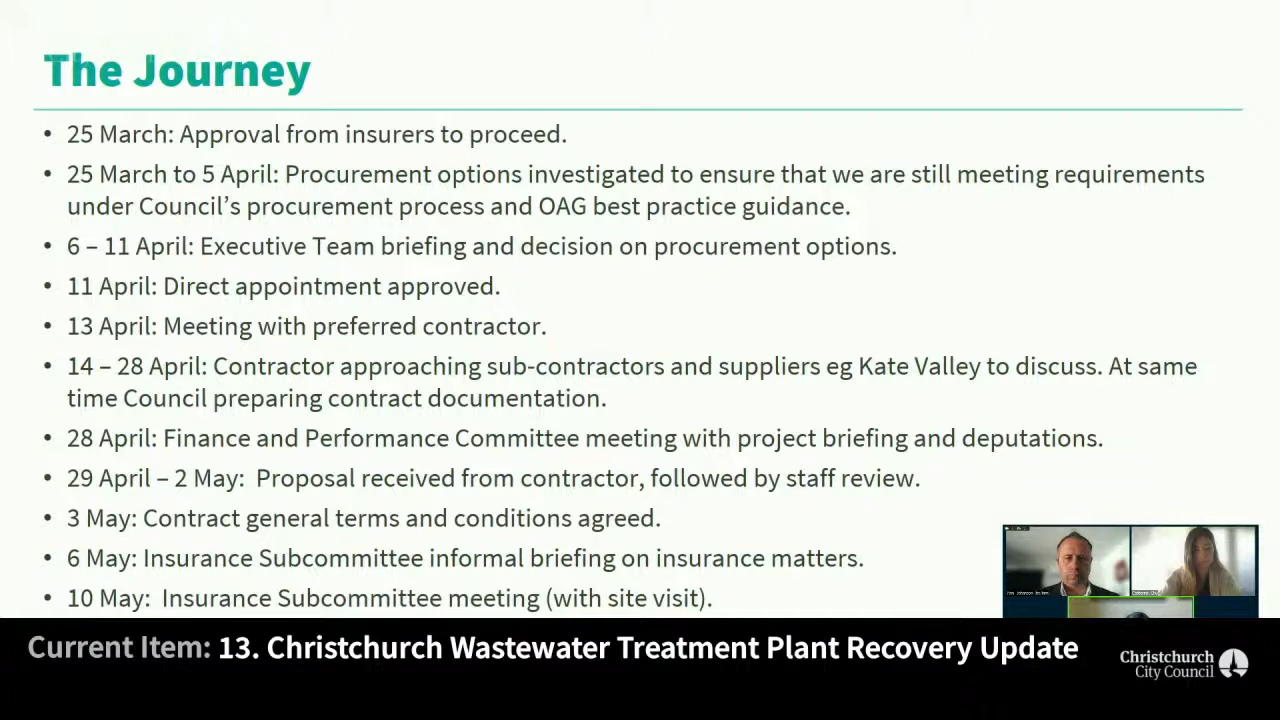 The Journey
• 25 March: Approval from insurers to proceed.
• 25 March to 5 April: Procurement options investigated to ensure that we are still meeting requirements
under Council's procurement process and OAG best practice guidance.
• 6 – 11 April: Executive Team briefing and decision on procurement options.
• 11 April: Direct appointment approved.
• 13 April: Meeting with preferred contractor.
• 14 – 28 April: Contractor approaching sub-contractors and suppliers eg Kate Valley to discuss. At same
time Council preparing contract documentation.
• 28 April: Finance and Performance Committee meeting with project briefing and deputations.
• 29 April – 2 May:  Proposal received from contractor, followed by staff review.
• 3 May: Contract general terms and conditions agreed.
• 6 May: Insurance Subcommittee informal briefing on insurance matters.
• 10 May:  Insurance Subcommittee meeting (with site visit).
Current Item: 13. Christchurch Wastewater Treatment Plant Recovery Update
Christchurch
City Council